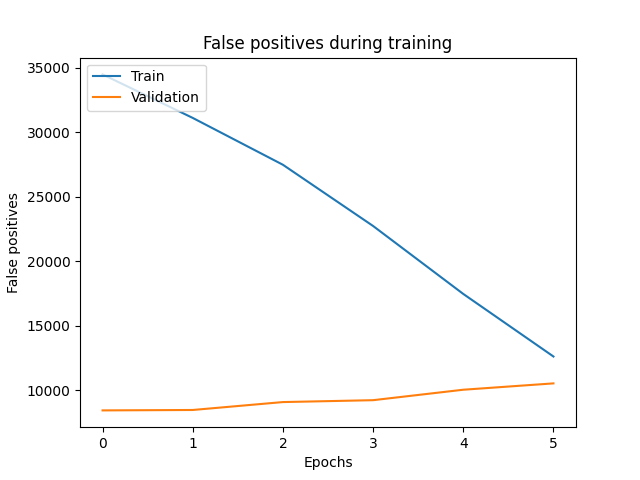 False positives during training
Train
Validation
False positives
35000
30000
25000
20000
15000
10000
0 1 2 3 4 5
Epochs